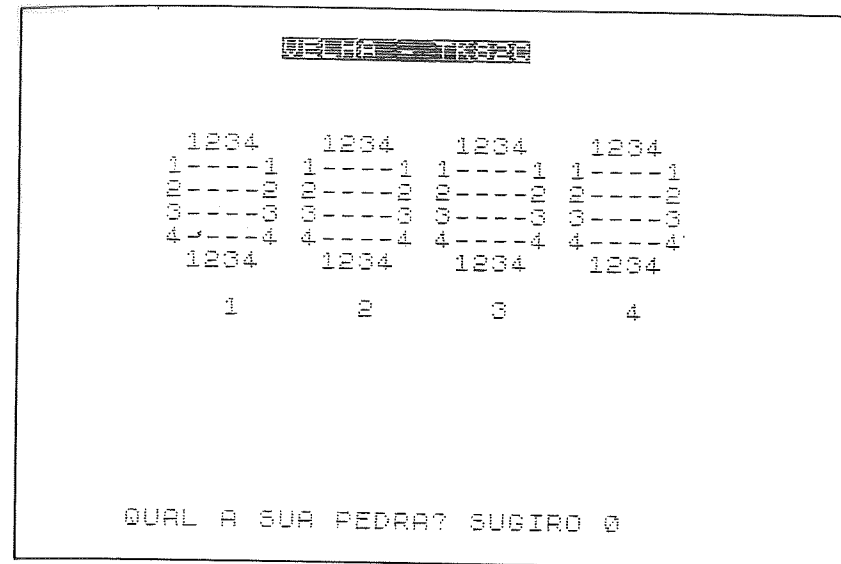 VELHA - TK82C
1234 1234 1234 1234
1----1 1----1 1----1 1----1
2----2 2----2 2----2 2----2
3----3 3----3 3----3 3----3
4----4 4----4 4----4 4----4
1234 1234 1234 1234
1 2 3 4
QUAL A SUA PEDRA? SUGIRO 0